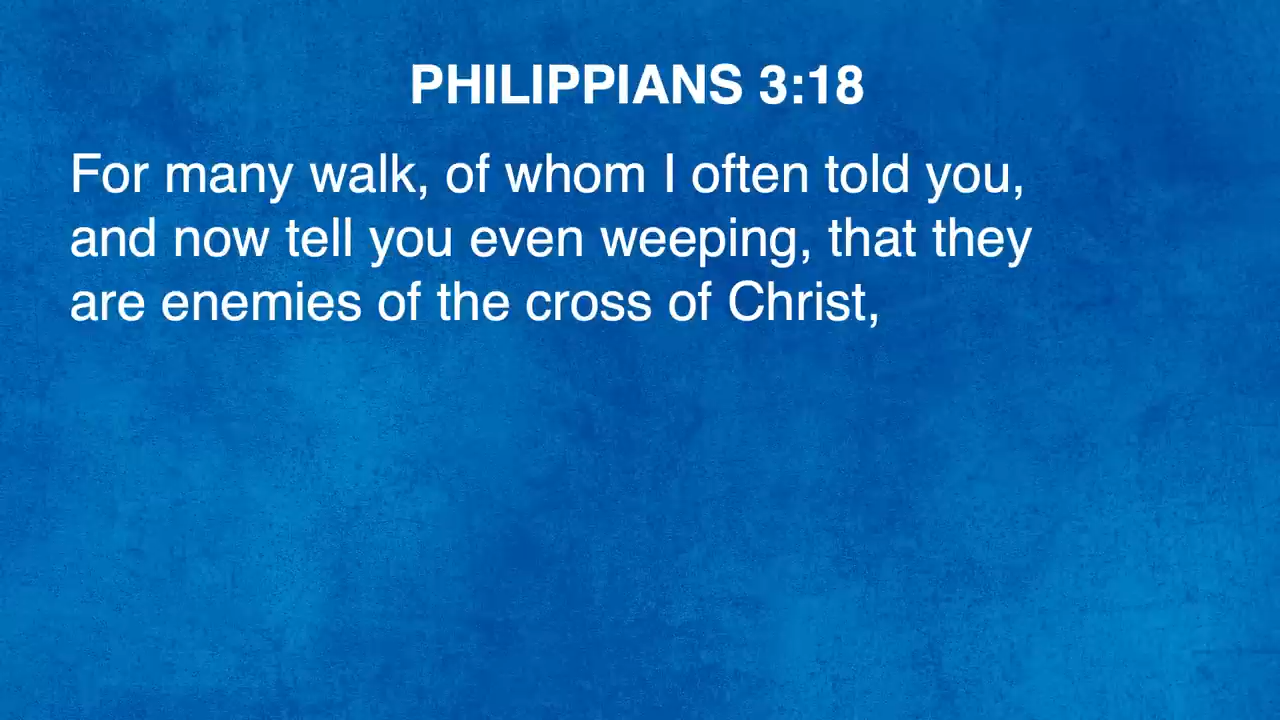 PHILIPPIANS 3:18
For many walk, of whom I often told you,
and now tell you even weeping, that they
are enemies of the cross of Christ,